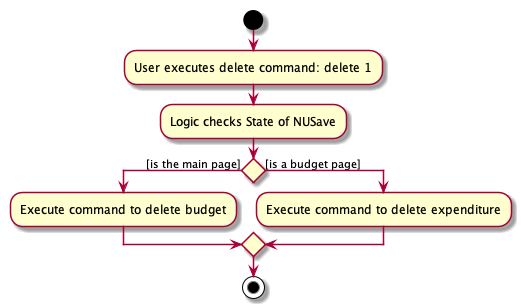 User executes delete command: delete 1
Logic checks State of NUSave
[is the main page]
[is a budget page]
Execute command to delete budget
Execute command to delete expenditure